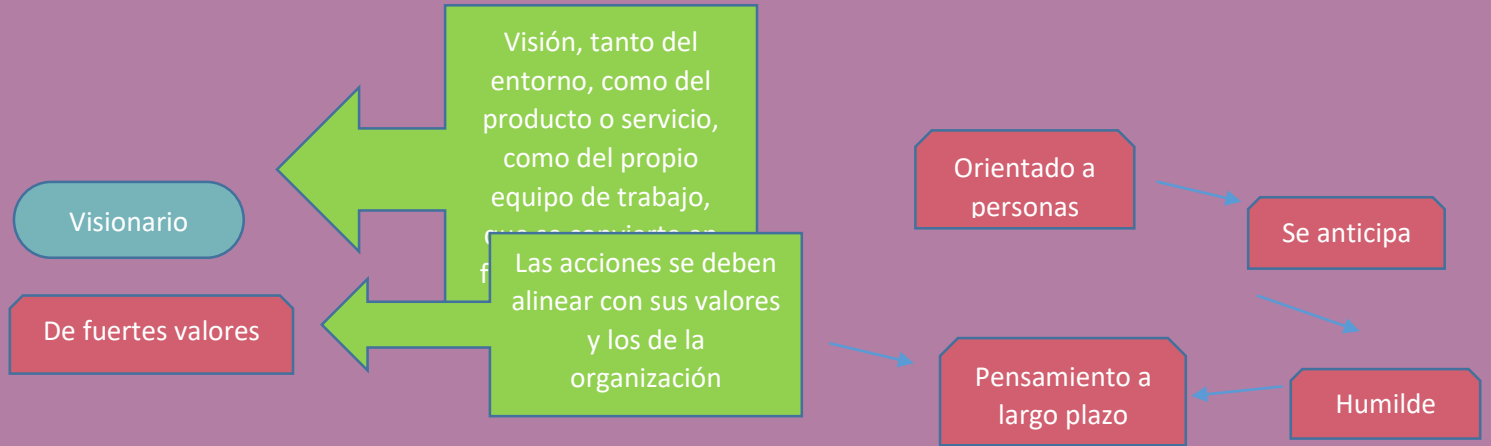 Visión, tanto del
entorno, como del
producto o servicio,
como del propio
equipo de trabajo,
Visionario
Las acciones se deben
alinear con sus valores
y los de la
organización
De fuertes valores
Orientado a
personas
Se anticipa
Pensamiento a
largo plazo
Humilde